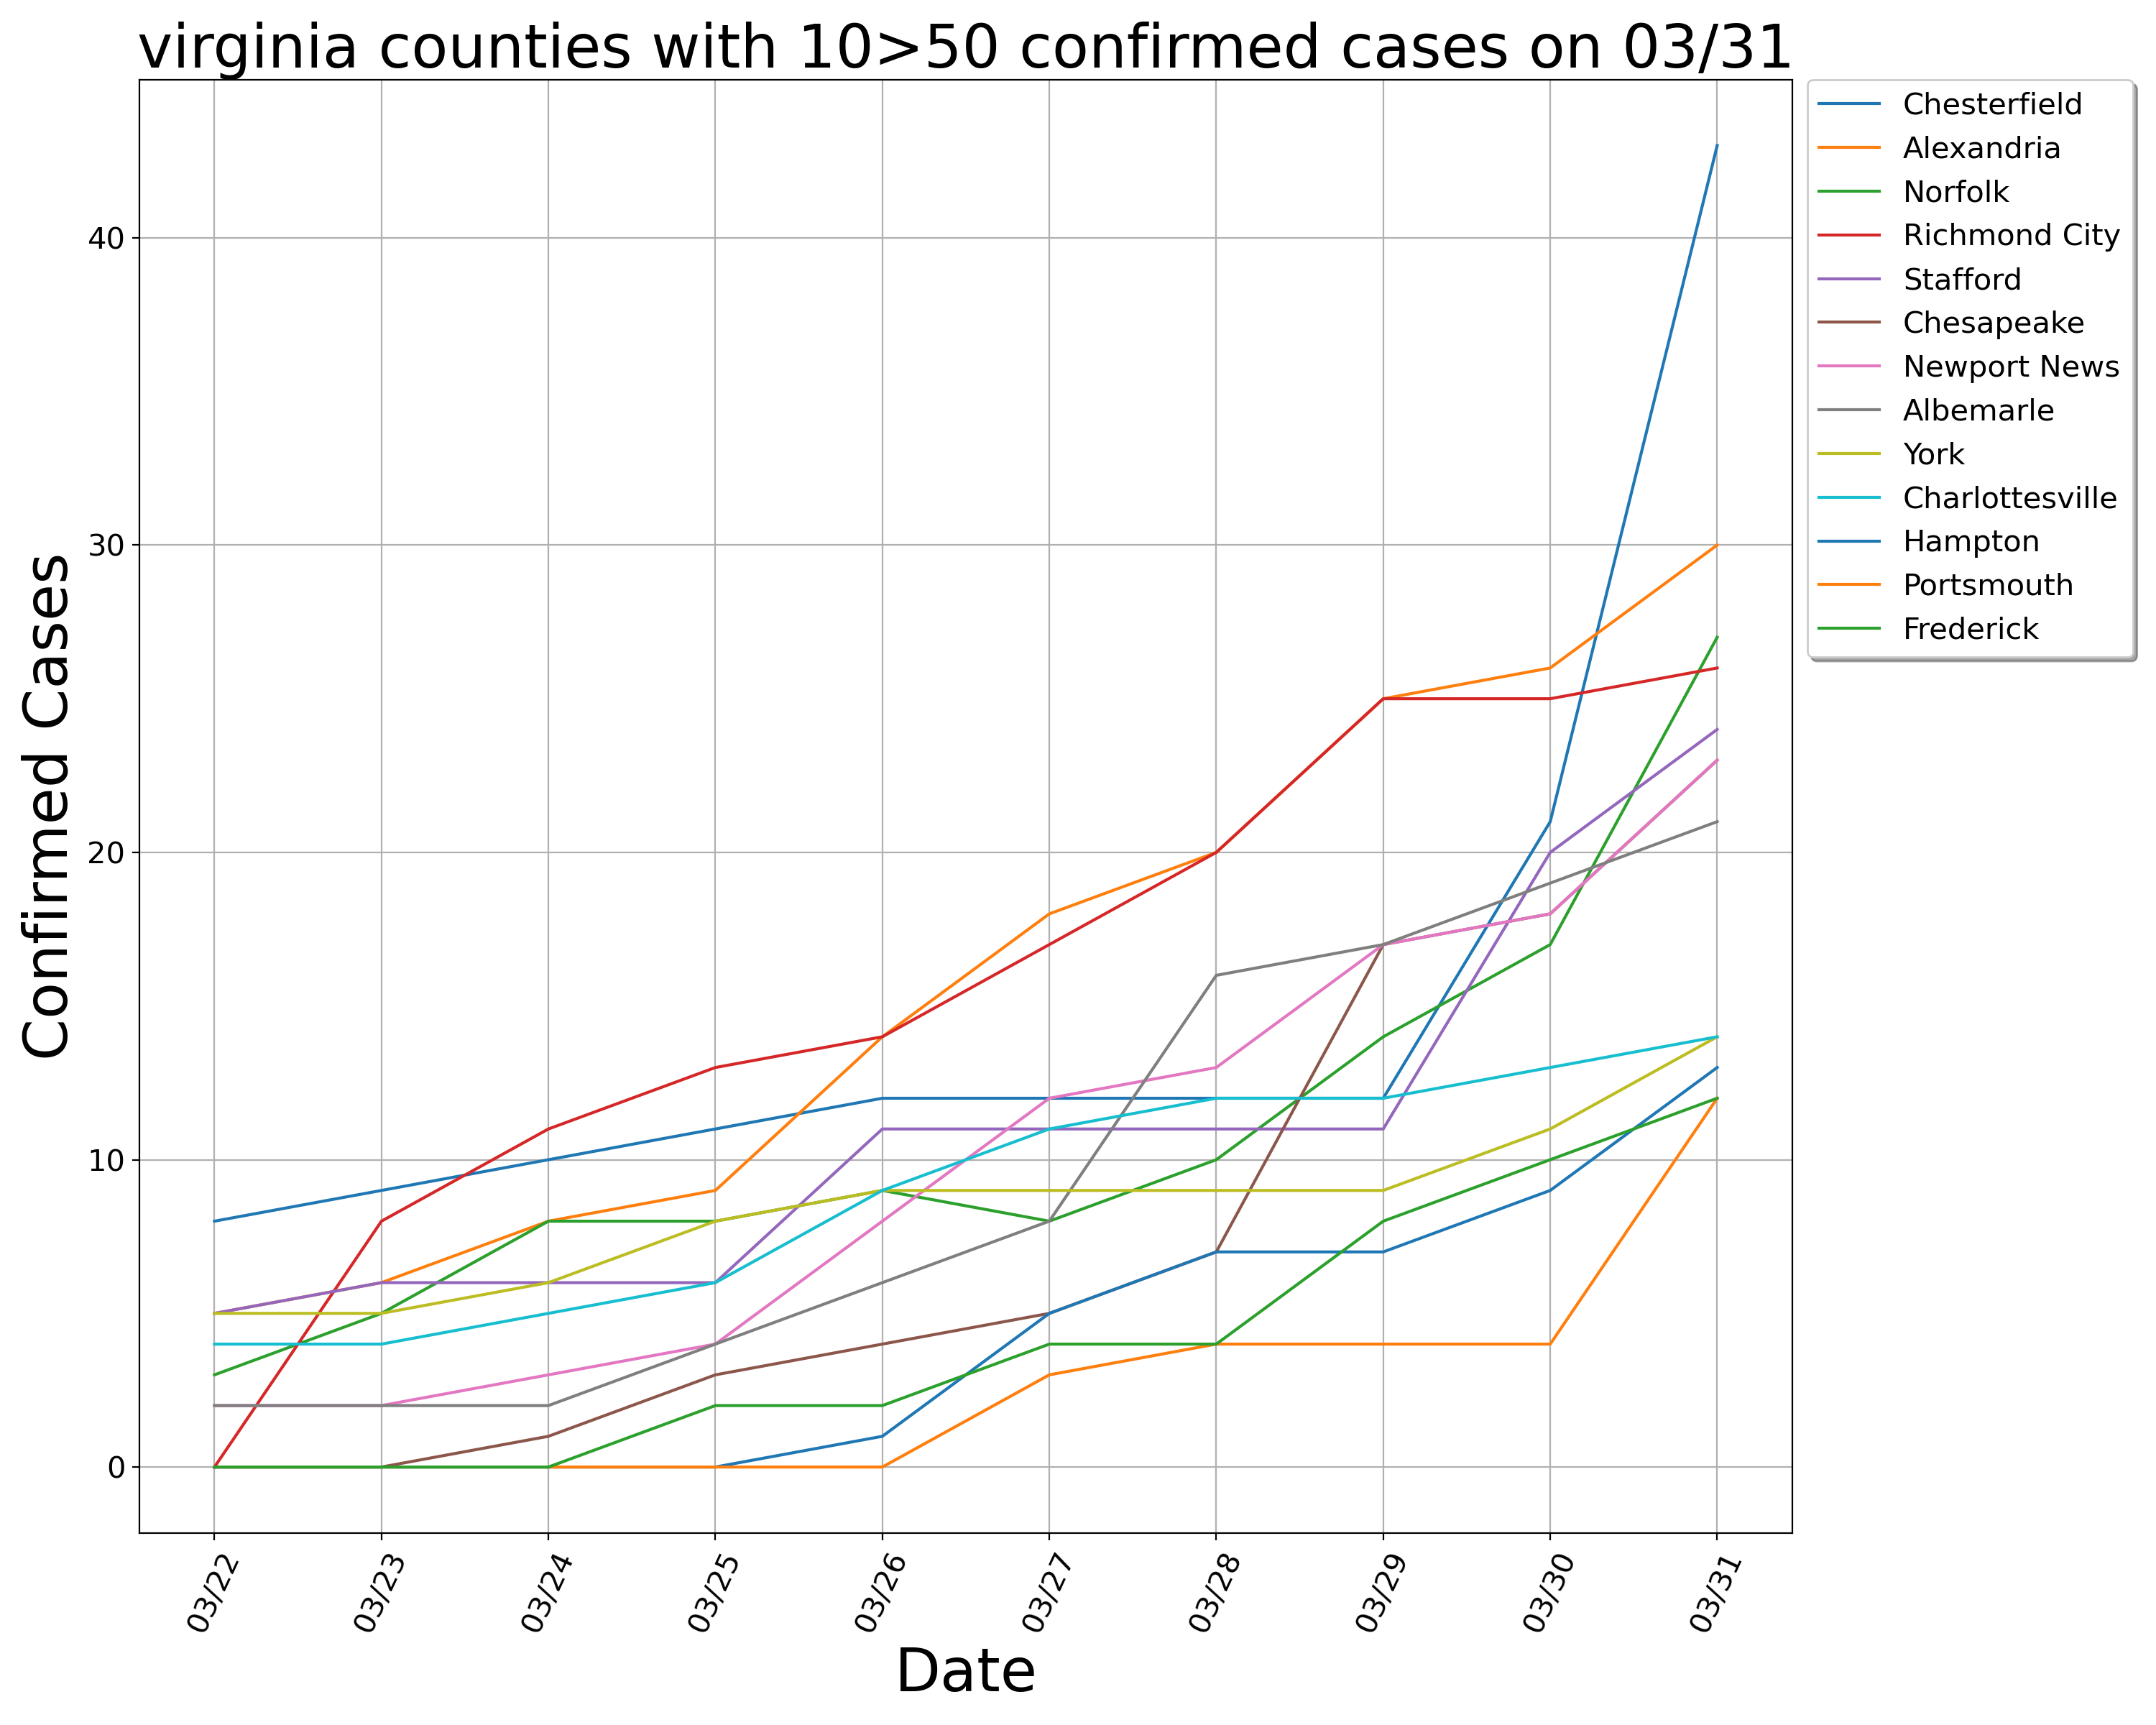 virginia counties with 10>50 confirmed cases on 03/31
Confirmed Cases
40
30
20
10
0
03/22
03/23
03/24
03/25
03/26
03/27
03/28
03/29
03/30
03/31
Date
Chesterfield
Alexandria
Norfolk
Richmond City
Stafford
Chesapeake
Newport News
Albemarle
York
Charlottesville
Hampton
Portsmouth
Frederick